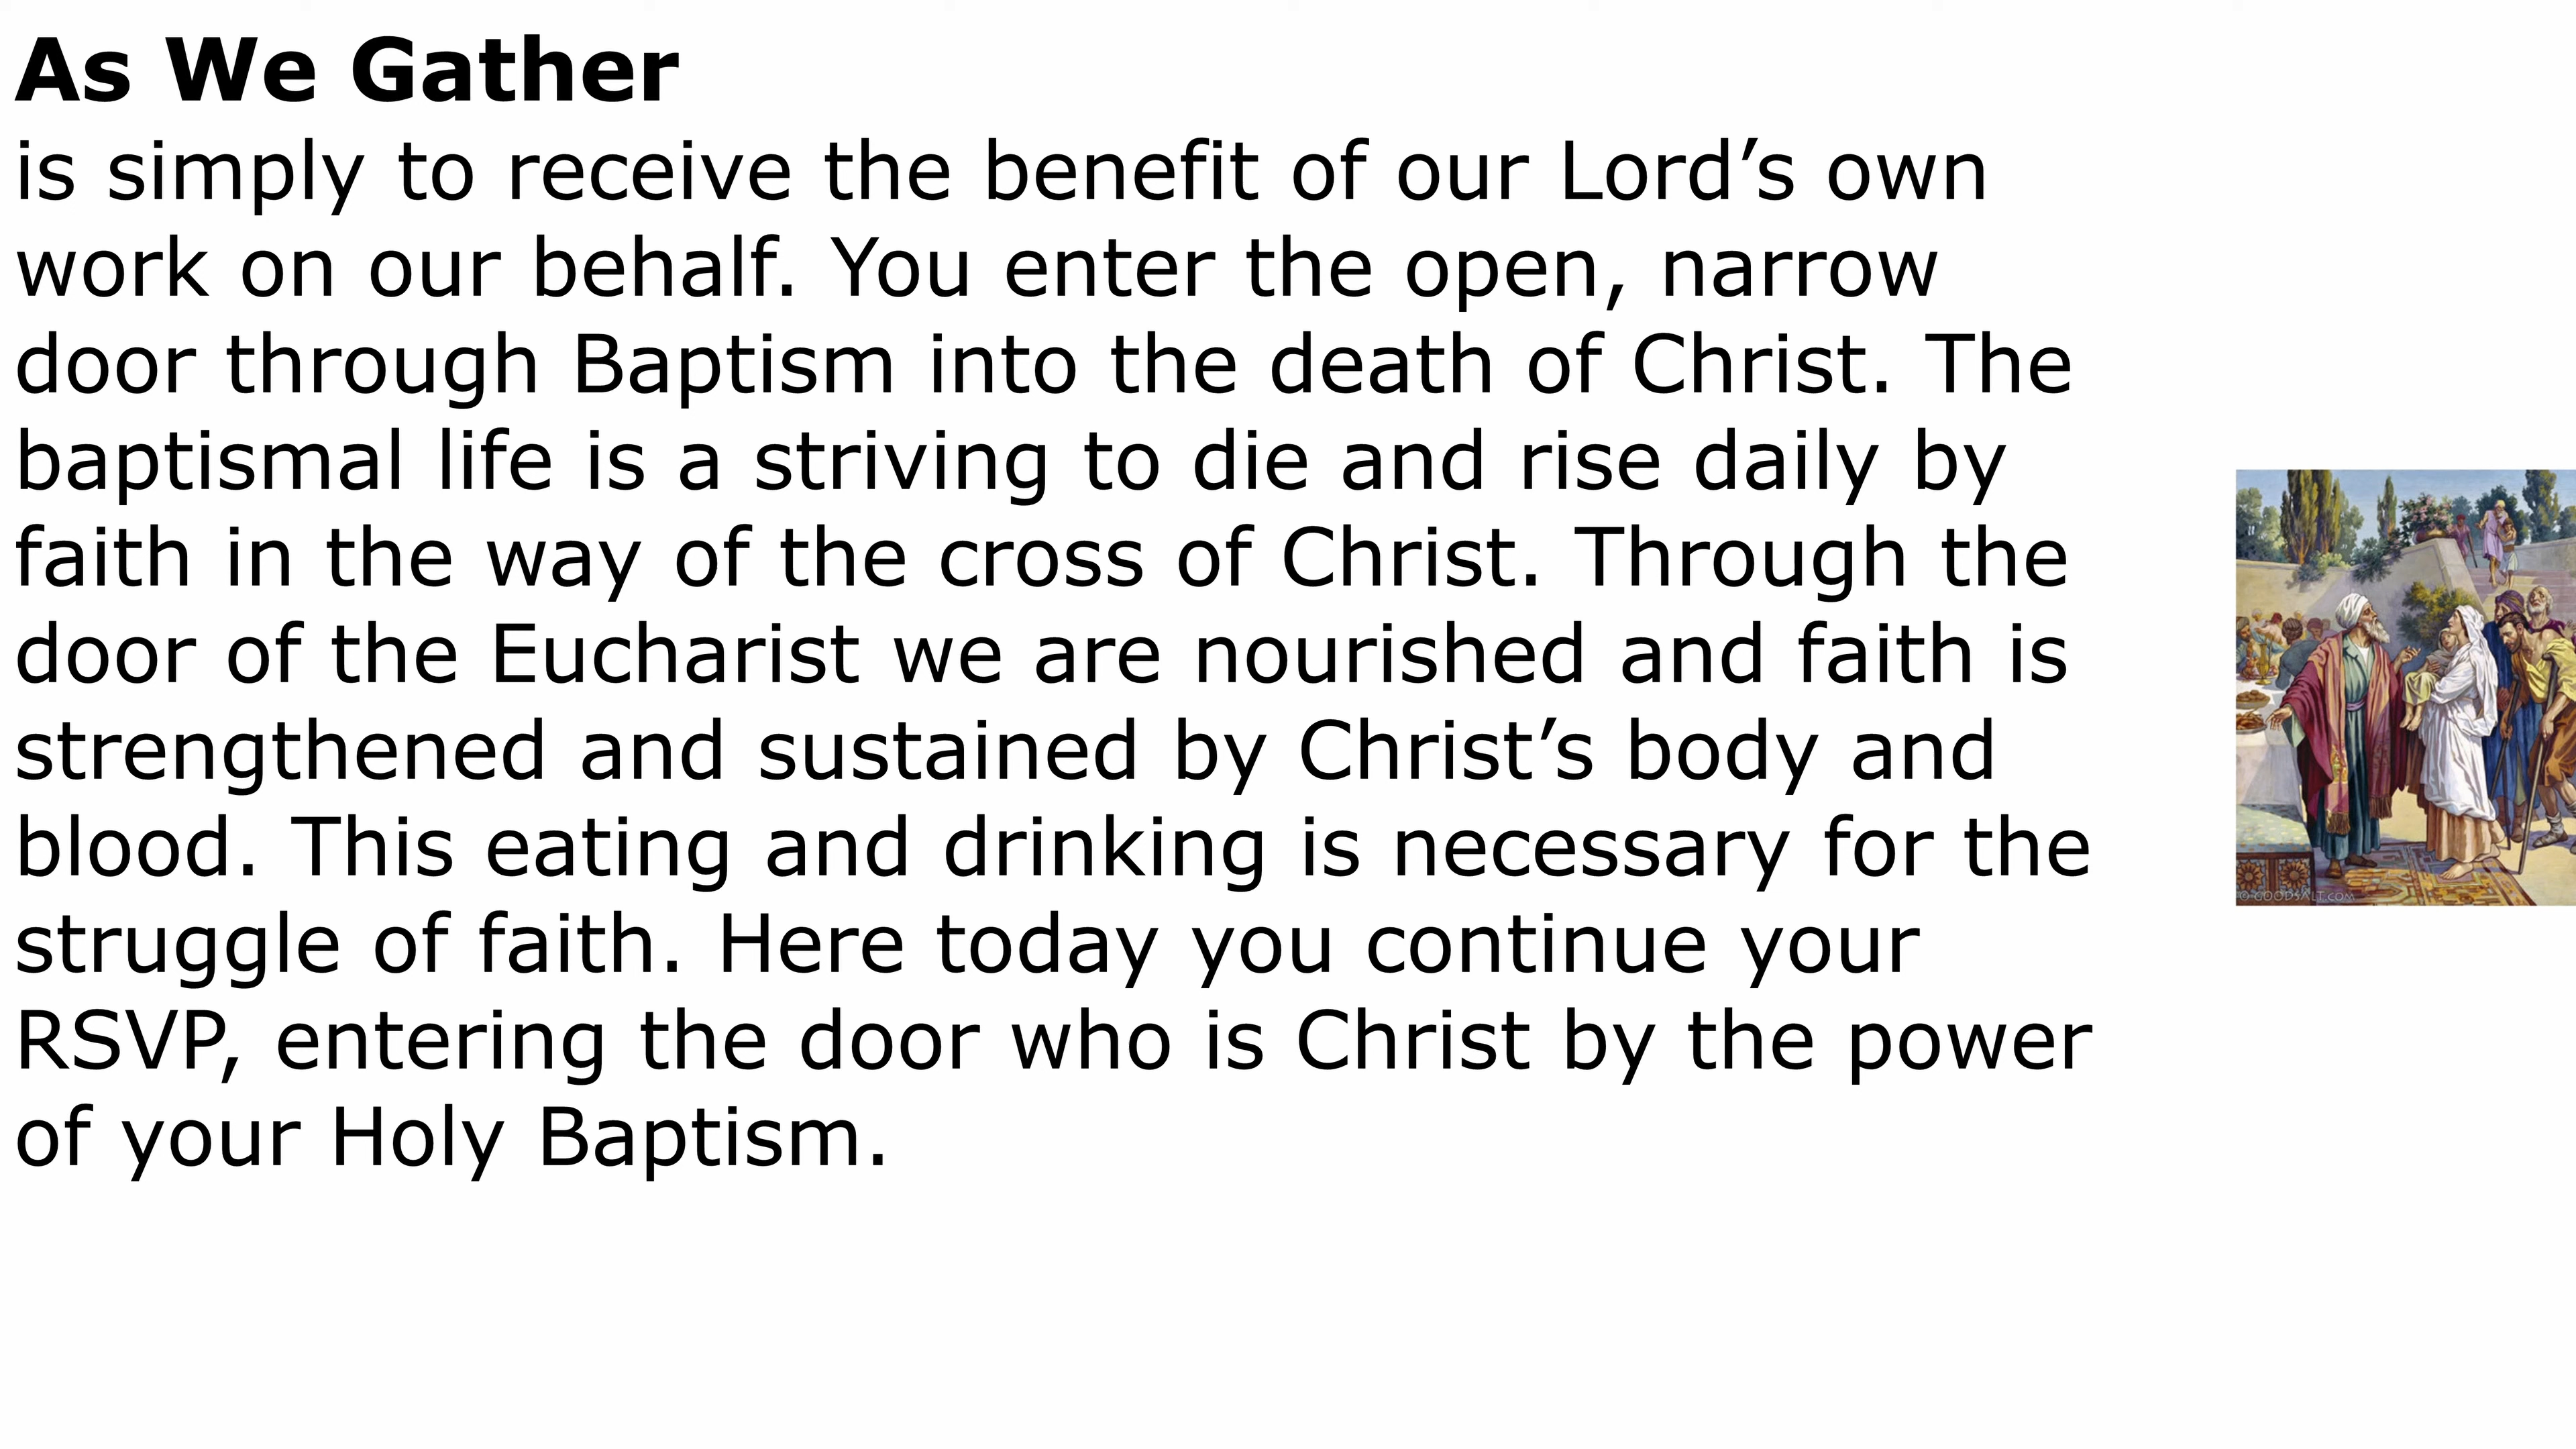 As We Gather
is simply to receive the benefit of our Lord’s own
work on our behalf. You enter the open, narrow
door through Baptism into the death of Christ. The
baptismal life is a striving to die and rise daily by
faith in the way of the cross of Christ. Through the
door of the Eucharist we are nourished and faith is
strengthened and sustained by Christ’s body and
blood. This eating and drinking is necessary for the
struggle of faith. Here today you continue your
RSVP, entering the door who is Christ by the power
of your Holy Baptism.
© GOODSALT.COM